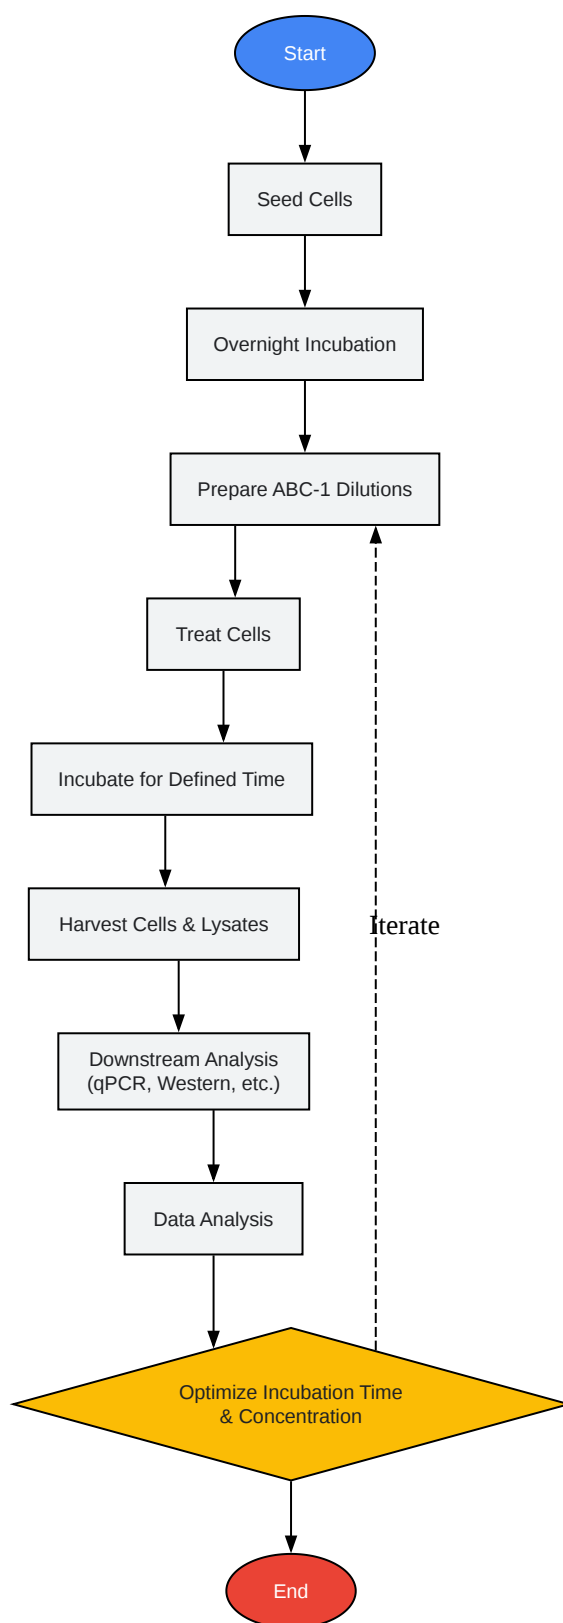 Start
Seed Cells
Overnight Incubation
Prepare ABC-1 Dilutions
Treat Cells
Incubate for Defined Time
Harvest Cells & Lysates
Iterate
Downstream Analysis
(qPCR, Western, etc.)
Data Analysis
Optimize Incubation Time
& Concentration
End